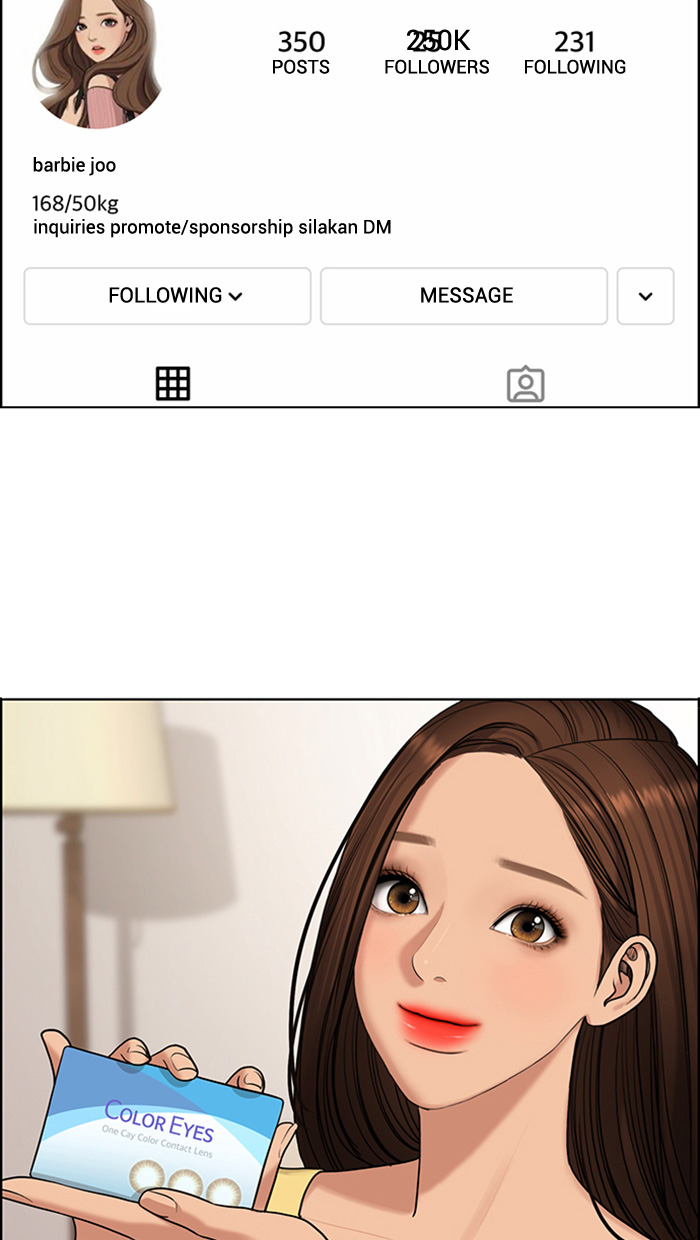 350 250K 231
POSTS FOLLOWERS FOLLOWING
barbie joo
168/50kg
inquiries promote/sponsorship silakan DM
FOLLOWING MESSAGE
COLOR EYES
One Cay Color Contact Lens